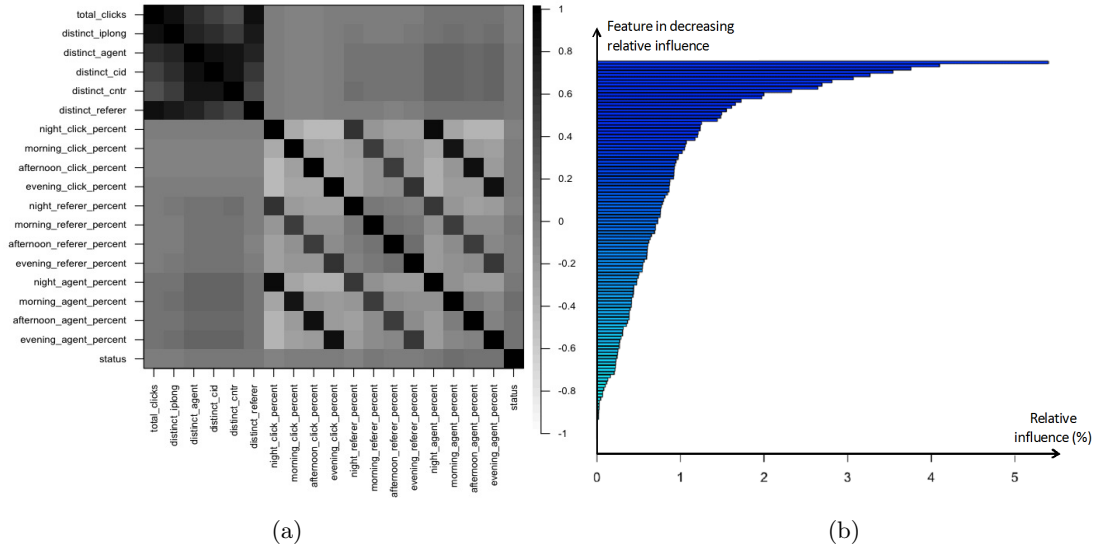 total_clicks
distinct_iplong
distinct_agent
distinct_cid
distinct_cntr
distinct_referer
night_click_percent
morning_click_percent
afternoon_click_percent
evening_click_percent
night_referer_percent
morning_referer_percent
afternoon_referer_percent
evening_referer_percent
night_agent_percent
morning_agent_percent
afternoon_agent_percent
evening_agent_percent
status
total_clicks
distinct_iplong
distinct_agent
distinct_cid
distinct_cntr
distinct_referer
night_click_percent
morning_click_percent
afternoon_click_percent
evening_click_percent
night_referer_percent
morning_referer_percent
afternoon_referer_percent
evening_referer_percent
night_agent_percent
morning_agent_percent
afternoon_agent_percent
evening_agent_percent
status
1
0.8
0.6
0.4
0.2
0
-0.2
-0.4
-0.6
-0.8
-1
(a)
Feature in decreasing
relative influence
Relative
influence (%)
0 1 2 3 4 5
(b)